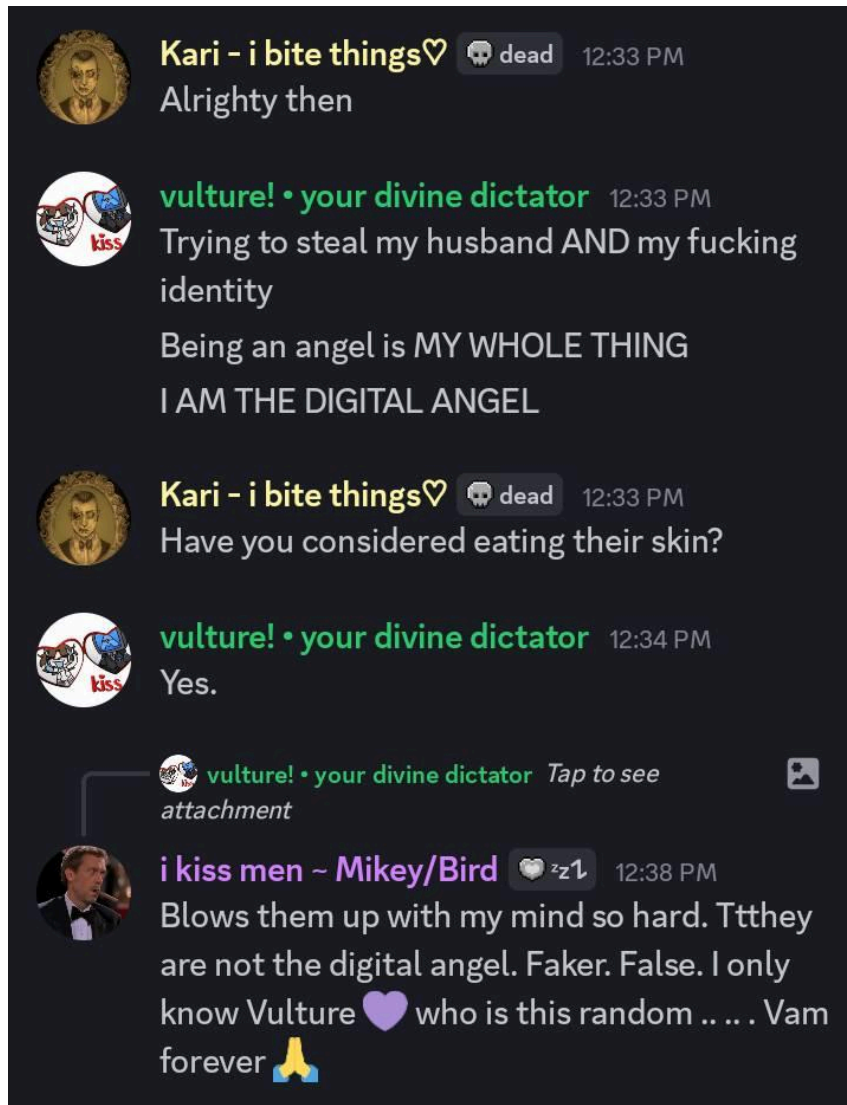 Kari - i bite things♡ 💀 dead 12:33 PM
Alrighty then
vulture! • your divine dictator 12:33 PM
kiss
Trying to steal my husband AND my fucking
identity
Being an angel is MY WHOLE THING
I AM THE DIGITAL ANGEL
Kari - i bite things♡ 💀 dead 12:33 PM
Have you considered eating their skin?
vulture! • your divine dictator 12:34 PM
kiss
Yes.
vulture! • your divine dictator Tap to see
attachment
i kiss men ~ Mikey/Bird 12:38 PM
Blows them up with my mind so hard. Ttthey
are not the digital angel. Faker. False. I only
know Vulture 💜 who is this random .. .. . Vam
forever 🙏